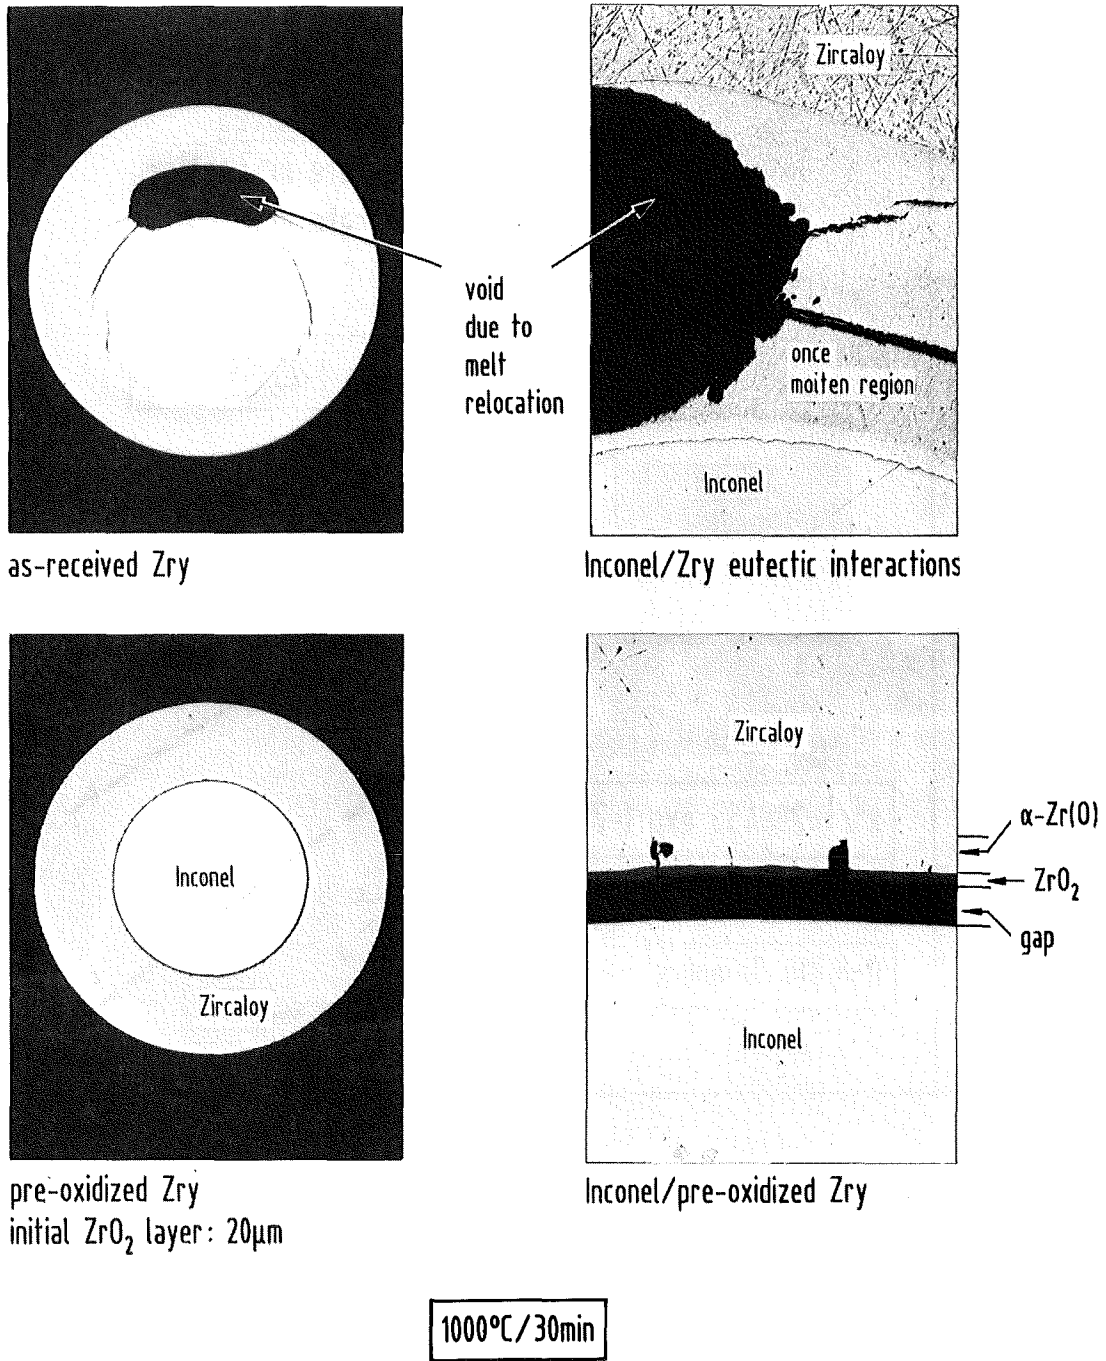 Zircaloy
void
due to
melt
relocation
once
moiten region
Inconel
as-received Zry
Inconel/Zry eutectic interactions
Inconel
Zircaloy
Zircaloy
α-Zr(O)
ZrO₂
gap
Inconel
pre-oxidized Zry
initial ZrO₂ layer: 20µm
Inconel/pre-oxidized Zry
1000°C/30min